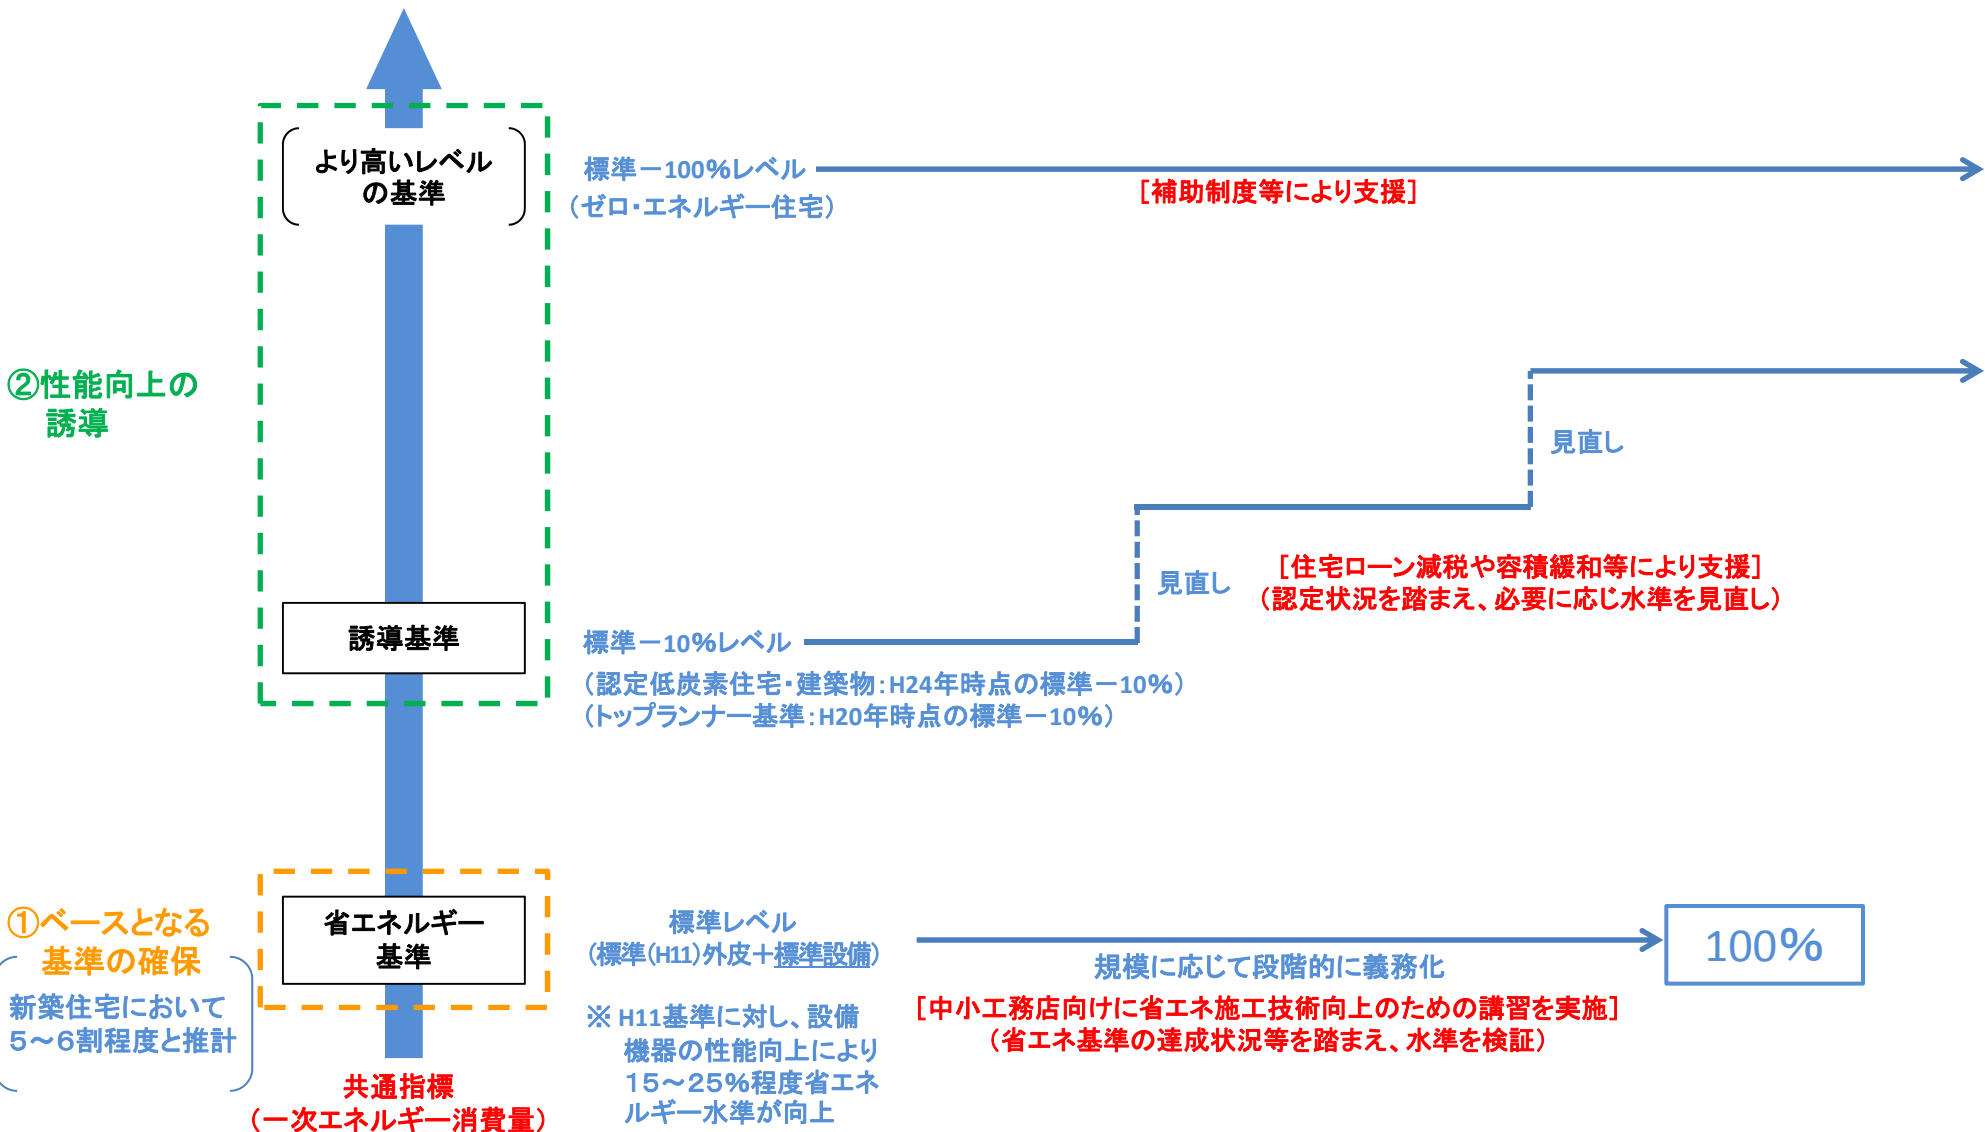 より高いレベル
の基準
標準－100％レベル
（ゼロ・エネルギー住宅）
[補助制度等により支援]
②性能向上の
誘導
見直し
見直し
[住宅ローン減税や容積緩和等により支援]
（認定状況を踏まえ、必要に応じ水準を見直し）
誘導基準
標準－10％レベル
（認定低炭素住宅・建築物：H24年時点の標準－10％）
（トップランナー基準：H20年時点の標準－10％）
①ベースとなる
基準の確保
新築住宅において
５～６割程度と推計
省エネルギー
基準
標準レベル
（標準(H11)外皮＋標準設備）
※ H11基準に対し、設備
機器の性能向上により
１５～２５％程度省エネ
ルギー水準が向上
100％
規模に応じて段階的に義務化
[中小工務店向けに省エネ施工技術向上のための講習を実施]
（省エネ基準の達成状況等を踏まえ、水準を検証）
共通指標
（一次エネルギー消費量）